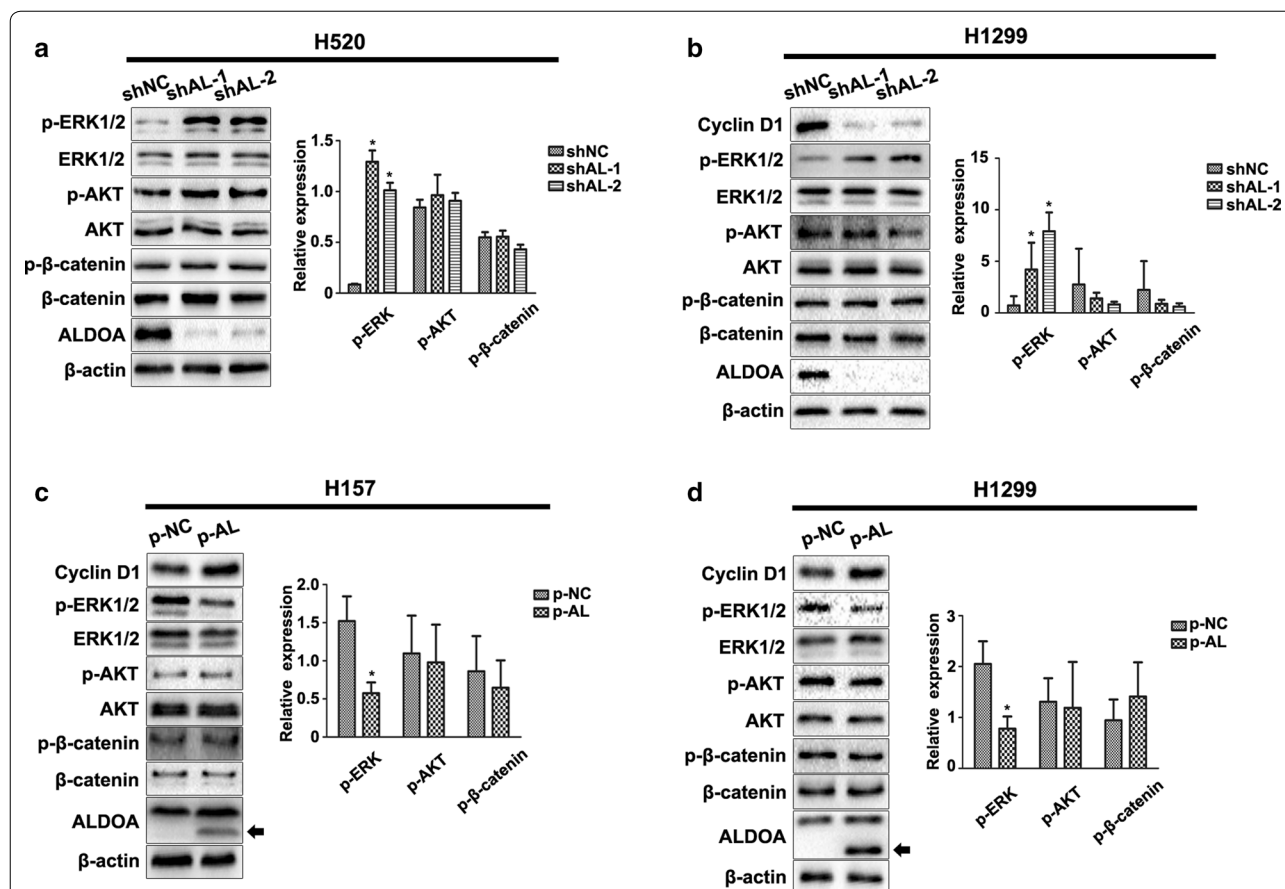 a
H520
shNC shAL-1 shAL-2
p-ERK1/2
ERK1/2
p-AKT
AKT
p-β-catenin
β-catenin
ALDOA
β-actin
Relative expression
1.5
1.0
0.5
0.0
* *
p-ERK
p-AKT
p-β-catenin
shNC
shAL-1
shAL-2
b
H1299
shNC shAL-1 shAL-2
Cyclin D1
p-ERK1/2
ERK1/2
p-AKT
AKT
p-β-catenin
β-catenin
ALDOA
β-actin
Relative expression
15
10
5
0
* *
p-ERK
p-AKT
p-β-catenin
shNC
shAL-1
shAL-2
c
H157
p-NC p-AL
Cyclin D1
p-ERK1/2
ERK1/2
p-AKT
AKT
p-β-catenin
β-catenin
ALDOA
β-actin
Relative expression
2.0
1.5
1.0
0.5
0.0
*
p-ERK
p-AKT
p-β-catenin
p-NC
p-AL
d
H1299
p-NC p-AL
Cyclin D1
p-ERK1/2
ERK1/2
p-AKT
AKT
p-β-catenin
β-catenin
ALDOA
β-actin
Relative expression
3
2
1
0
*
p-ERK
p-AKT
p-β-catenin
p-NC
p-AL